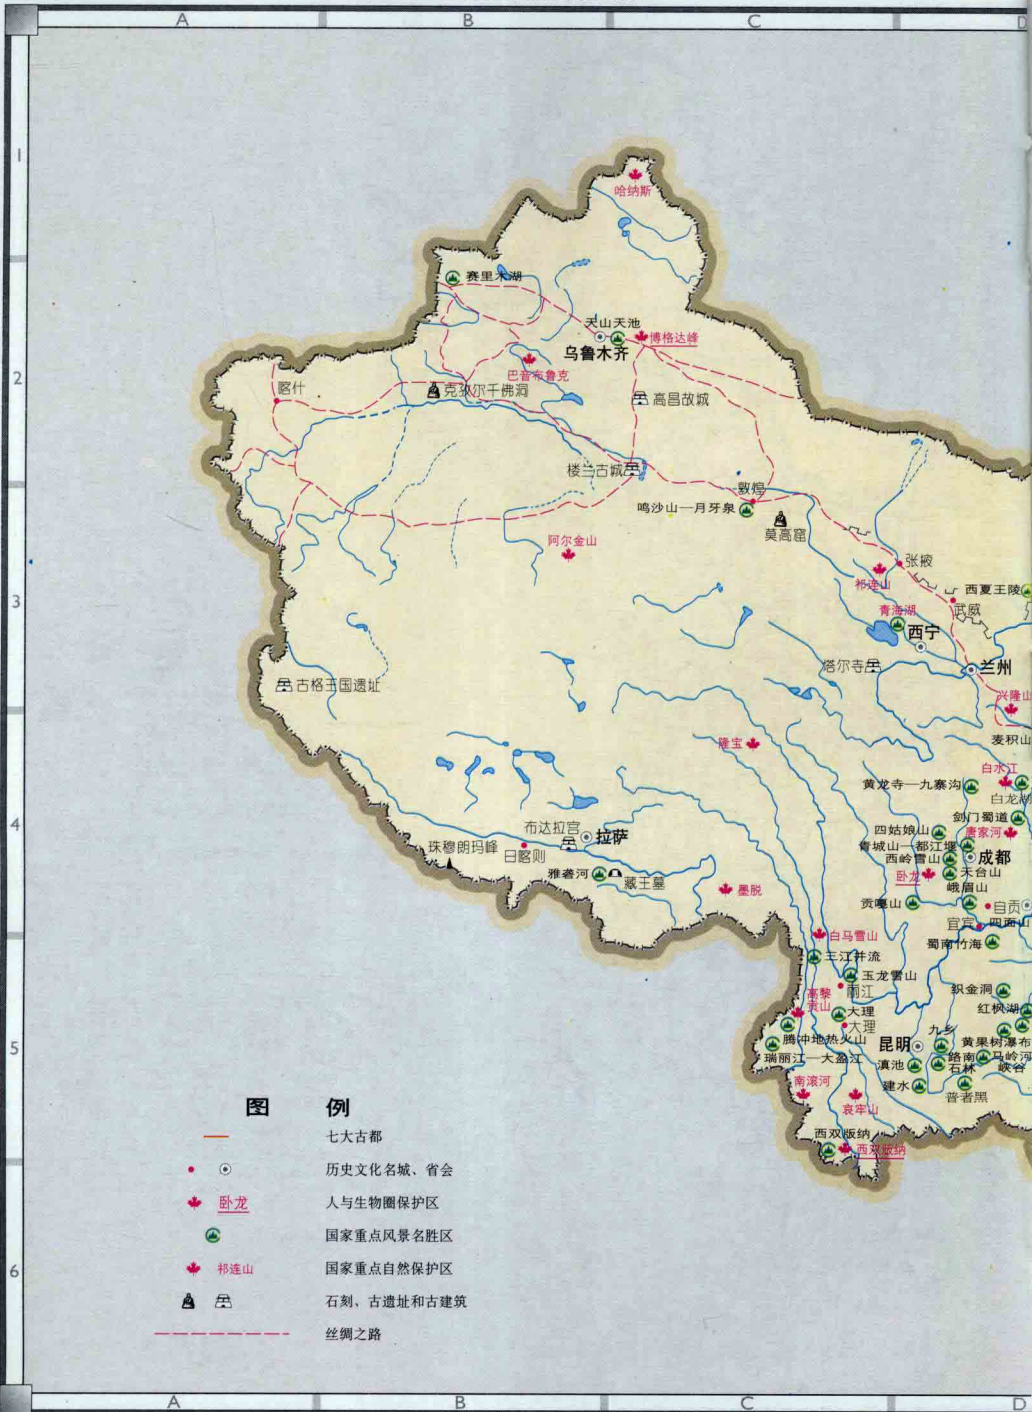 A
B
C
D
1
2
3
4
5
6
哈纳斯
赛里木湖
天山天池
博格达峰
乌鲁木齐
巴音布鲁克
喀什
克孜尔千佛洞
高昌故城
楼兰古城
敦煌
鸣沙山—月牙泉
莫高窟
阿尔金山
张掖
祁连山
西夏王陵
武威
青海湖
西宁
塔尔寺
兰州
古格王国遗址
兴隆山
麦积山
隆宝
白水江
黄龙寺—九寨沟
白龙湖
剑门蜀道
布达拉宫
拉萨
四姑娘山
唐家河
青城山—都江堰
珠穆朗玛峰
日喀则
西岭雪山
成都
雅砻河
藏王墓
卧龙
天台山
墨脱
峨眉山
贡嘎山
自贡
宜宾
四面山
白马雪山
蜀南竹海
三江并流
玉龙雪山
丽江
织金洞
高黎
贡山
大理
红枫湖
大理
九乡
腾冲地热火山
昆明
黄果树瀑布
瑞丽江—大盈江
滇池
路南
石林
马岭河
峡谷
南滚河
建水
普者黑
哀牢山
西双版纳
西双版纳
图 例
七大古都
历史文化名城、省会
卧龙
人与生物圈保护区
国家重点风景名胜区
祁连山
国家重点自然保护区
石刻、古遗址和古建筑
丝绸之路
A
B
C
D